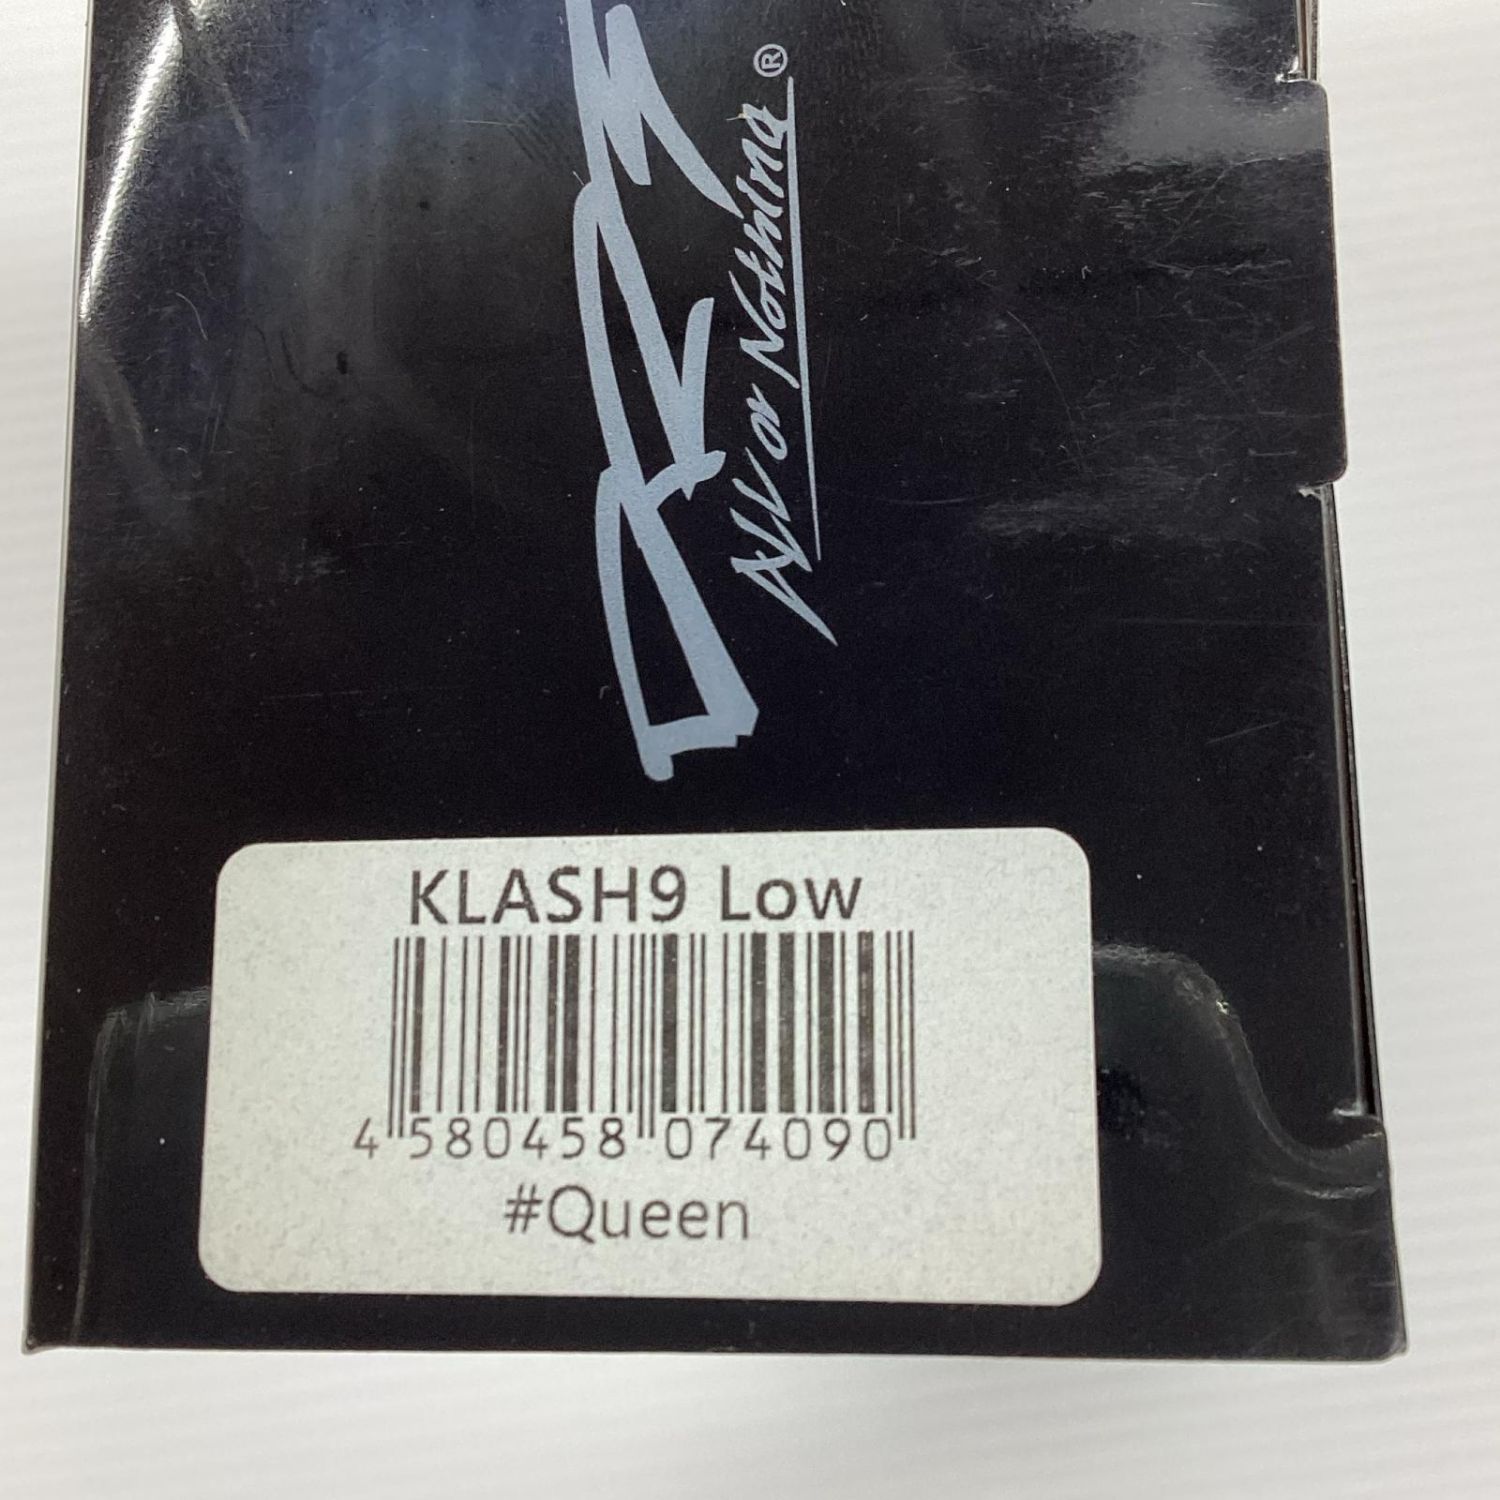 All or Nothing ®
KLASH9 Low
4 580458 074090
#Queen